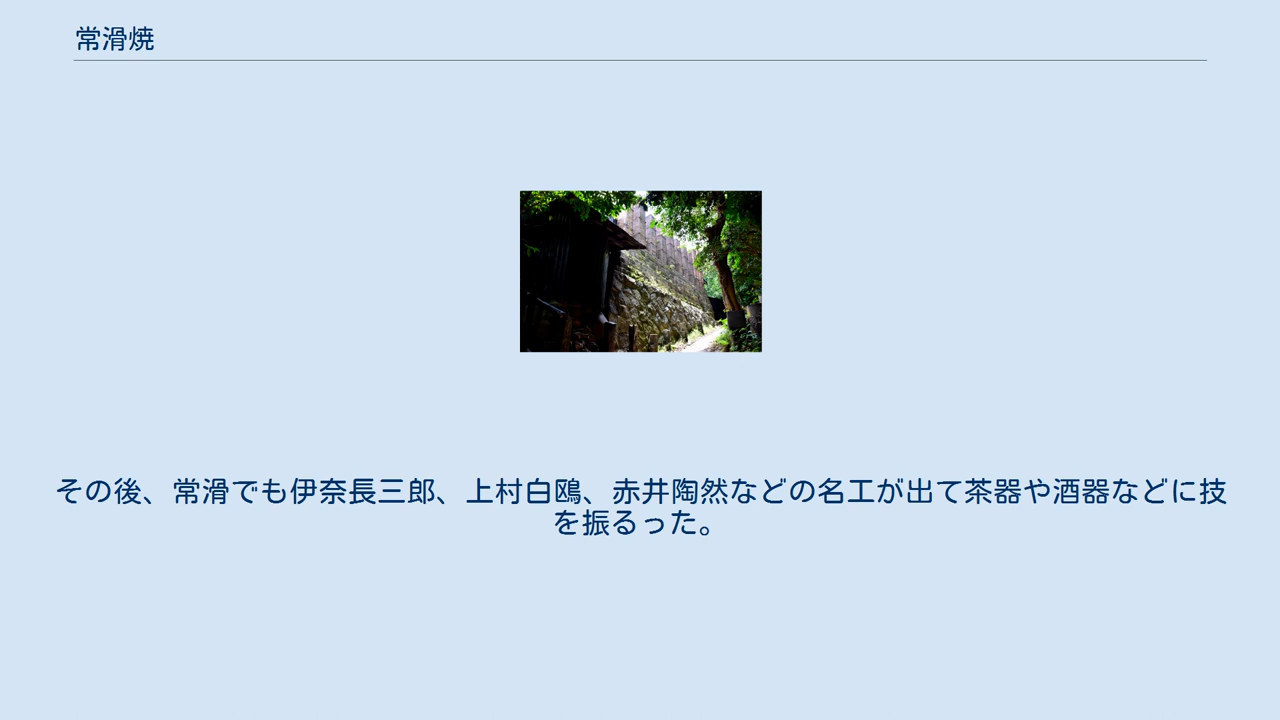 常滑焼
その後、常滑でも伊奈長三郎、上村白鴎、赤井陶然などの名工が出て茶器や酒器などに技
を振るった。